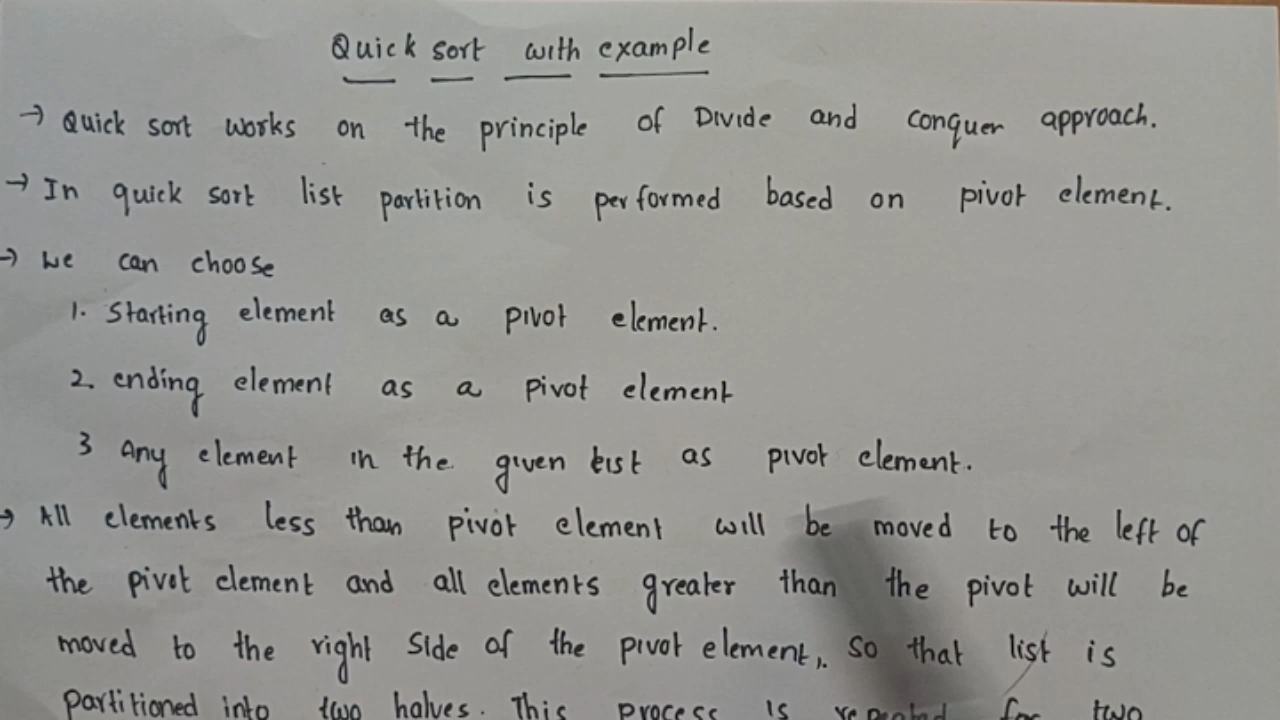 Quick sort with example
→ Quick sort works on the principle of Divide and conquer approach.
→ In quick sort list partition is performed based on pivot element.
→ We can choose
1. Starting element as a pivot element.
2. ending element as a pivot element
3 Any element in the given list as pivot element.
→ All elements less than pivot element will be moved to the left of
the pivot element and all elements greater than the pivot will be
moved to the right side of the pivot element,. so that list is
partitioned into two halves. This process is repeated for two